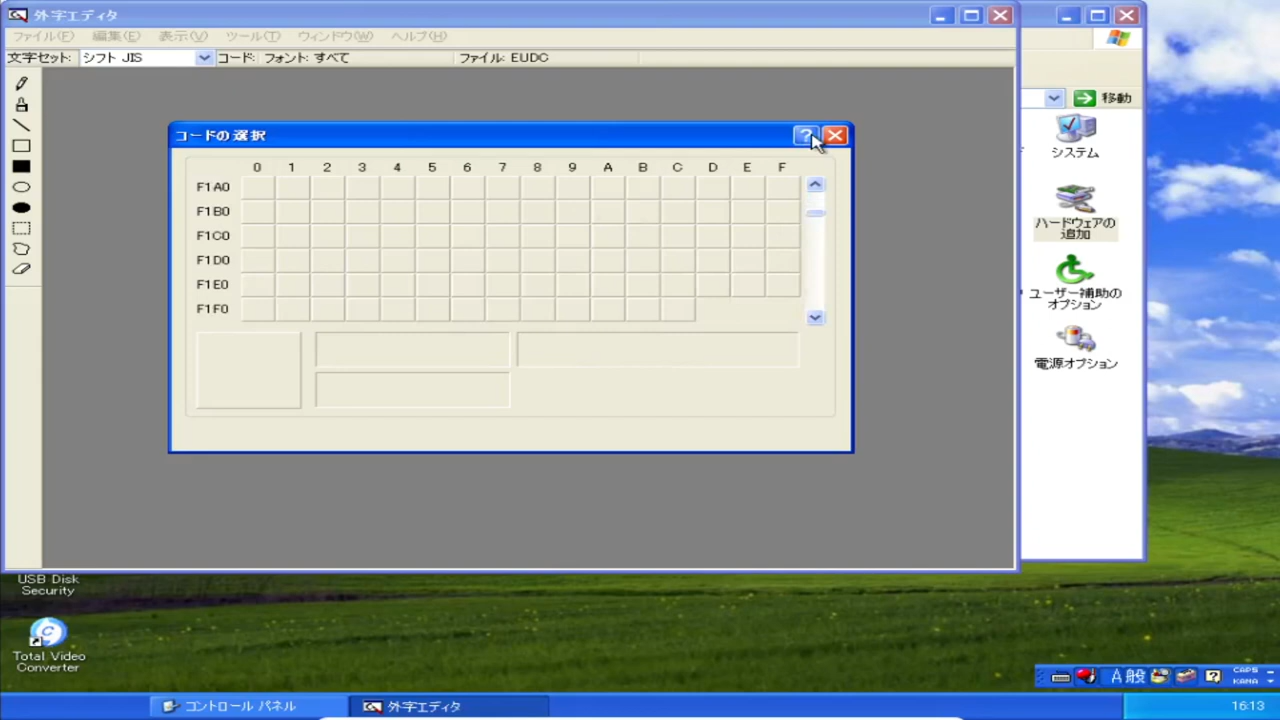 外字エディタ
ファイル(F) 編集(E) 表示(V) ツール(T) ウィンドウ(W) ヘルプ(H)
文字セット: シフト JIS コード: フォント: すべて ファイル: EUDC
コードの選択
0 1 2 3 4 5 6 7 8 9 A B C D E F
F1A0
F1B0
F1C0
F1D0
F1E0
F1F0
移動
システム
ハードウェアの
追加
ユーザー補助の
オプション
電源オプション
USB Disk
Security
Total Video
Converter
A 般 CAPS
KANA
コントロール パネル 外字エディタ 16:13